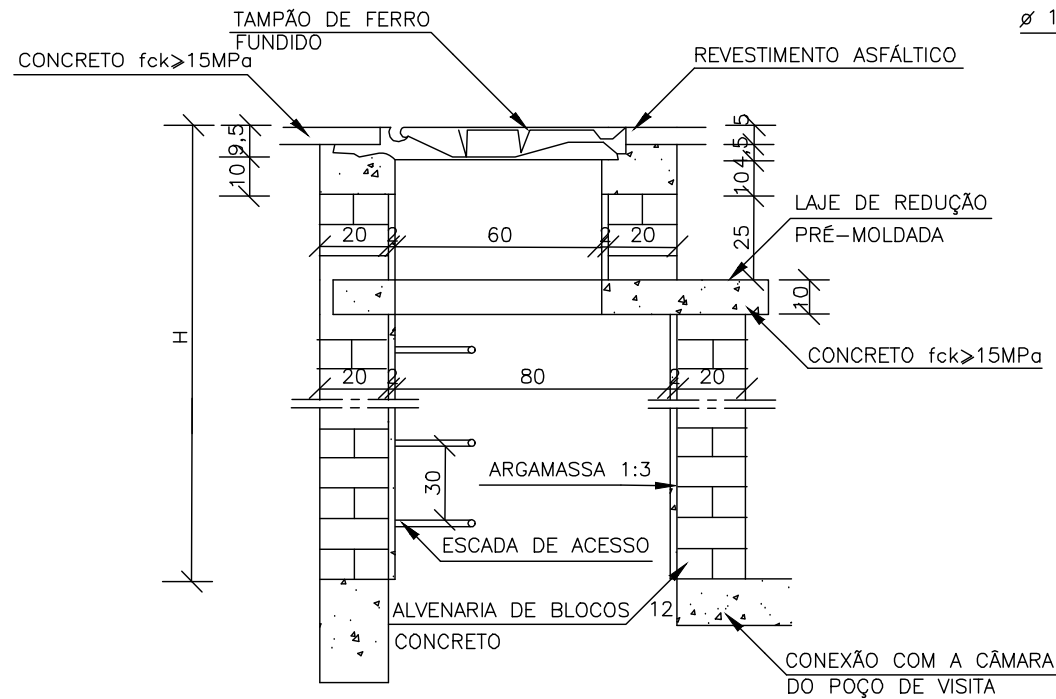 TAMPÃO DE FERRO
FUNDIDO
ø 1
CONCRETO fck≥15MPa
REVESTIMENTO ASFÁLTICO
9,5
10
5
4,5
10
25
LAJE DE REDUÇÃO
PRÉ-MOLDADA
20 2 60 2 20
10
H
CONCRETO fck≥15MPa
20 2 80 2 20
ARGAMASSA 1:3
30
ESCADA DE ACESSO
ALVENARIA DE BLOCOS 12
CONCRETO
CONEXÃO COM A CÂMARA
DO POÇO DE VISITA